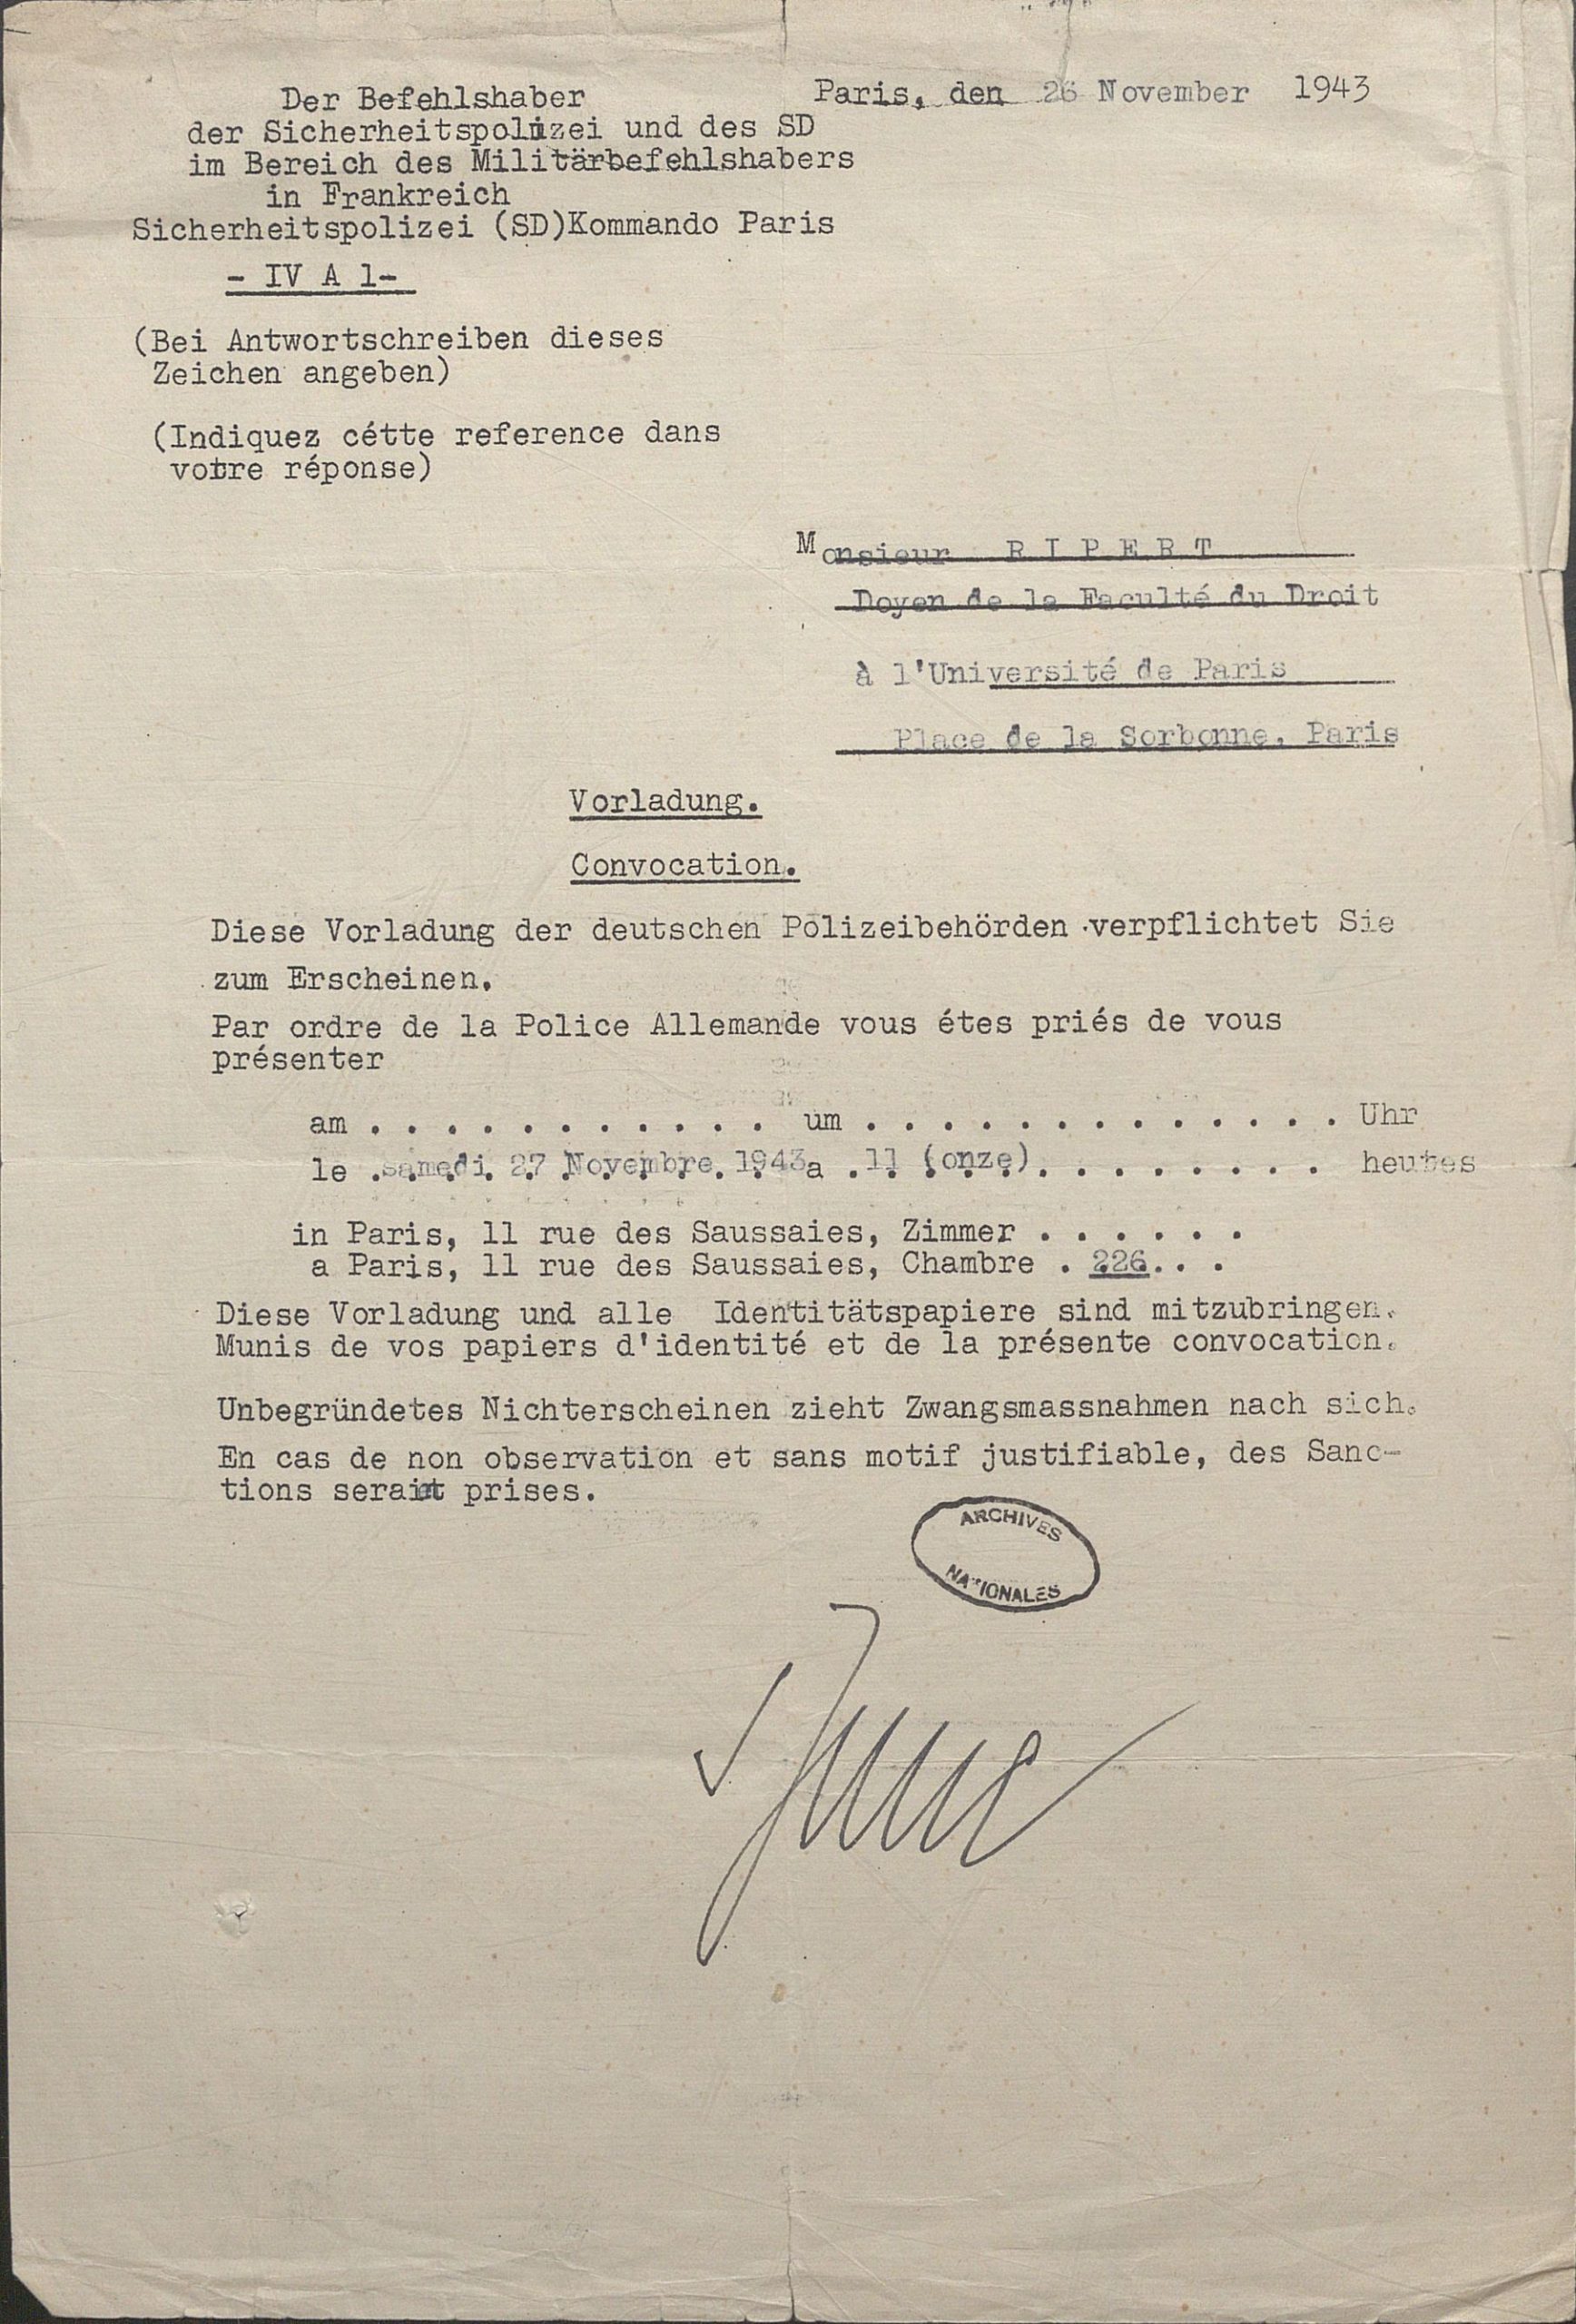 Der Befehlshaber
der Sicherheitspolizei und des SD
im Bereich des Militärbefehlshabers
in Frankreich
Sicherheitspolizei (SD)Kommando Paris
- IV A 1-
Paris, den 26 November 1943
(Bei Antwortschreiben dieses
Zeichen angeben)
(Indiquez cétte reference dans
votre réponse)
Monsieur R I P E R T
Doyen de la Faculté du Droit
à l'Université de Paris
Place de la Sorbonne, Paris
Vorladung.
Convocation.
Diese Vorladung der deutschen Polizeibehörden verpflichtet Sie
zum Erscheinen.
Par ordre de la Police Allemande vous étes priés de vous
présenter
am . . . . . . . . . . . um . . . . . . . . . . . . . Uhr
le .samedi. 27 Novembre. 1943 a .11 (onze). . . . . . . . heures
in Paris, 11 rue des Saussaies, Zimmer . . . . . .
a Paris, 11 rue des Saussaies, Chambre . 226. . .
Diese Vorladung und alle Identitätspapiere sind mitzubringen.
Munis de vos papiers d'identité et de la présente convocation.
Unbegründetes Nichterscheinen zieht Zwangsmassnahmen nach sich.
En cas de non observation et sans motif justifiable, des Sanc-
tions seraint prises.
ARCHIVES
NATIONALES